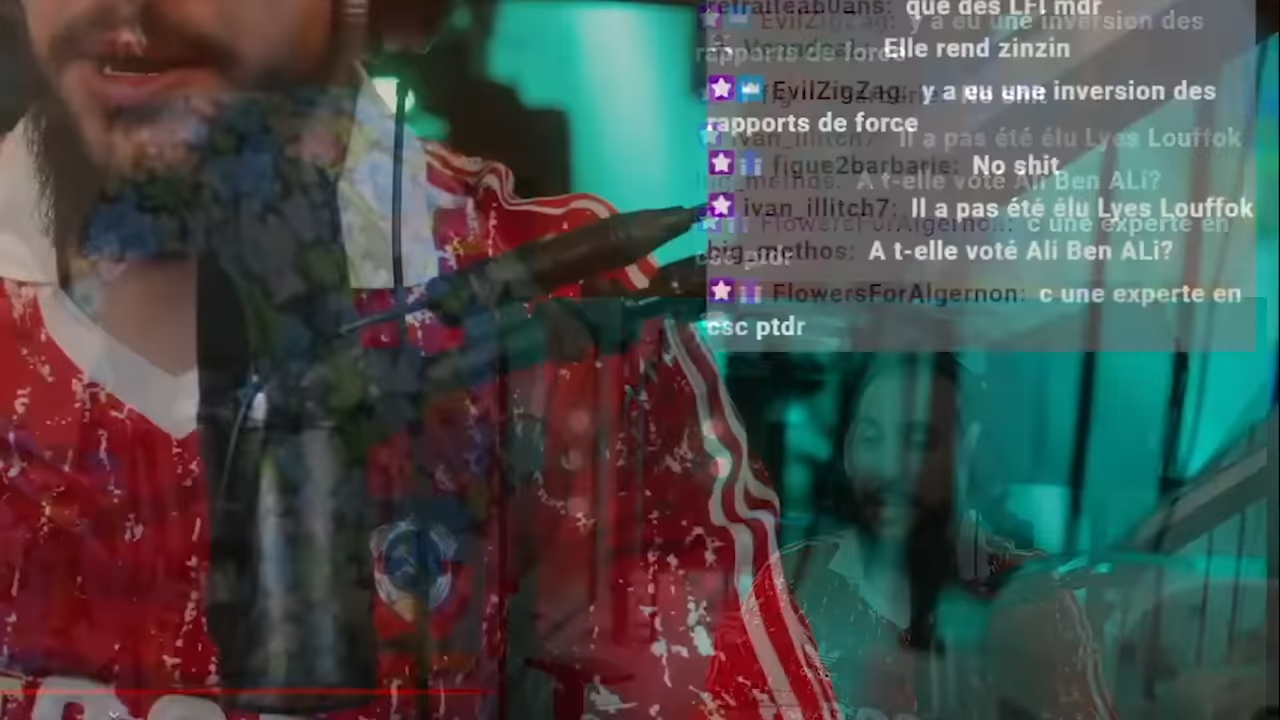 retraiteab0ans: que des LFI mdr
Elle rend zinzin
EvilZigZag: y a eu une inversion des
rapports de force
figue2barbarie: No shit
ivan_illitch7: Il a pas été élu Lyes Louffok
big_methos: A t-elle voté Ali Ben ALi?
FlowersForAlgernon: c une experte en
csc ptdr